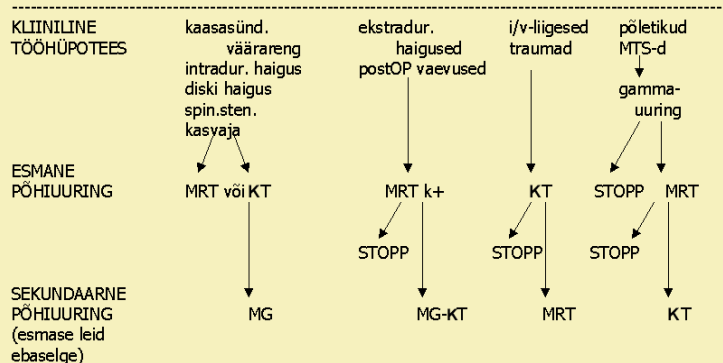 KLIINILINE kaasasünd. ekstradur. i/v-liigesed põletikud
TÖÖHÜPOTEES väärareng haigused traumad MTS-d
intradur. haigus postOP vaevused
diski haigus gamma-
spin.sten. uuring
kasvaja
ESMANE
PÕHIUURING MRT või KT MRT k+ KT STOPP MRT
STOPP STOPP STOPP
SEKUNDAARNE
PÕHIUURING MG MG-KT MRT KT
(esmase leid
ebaselge)